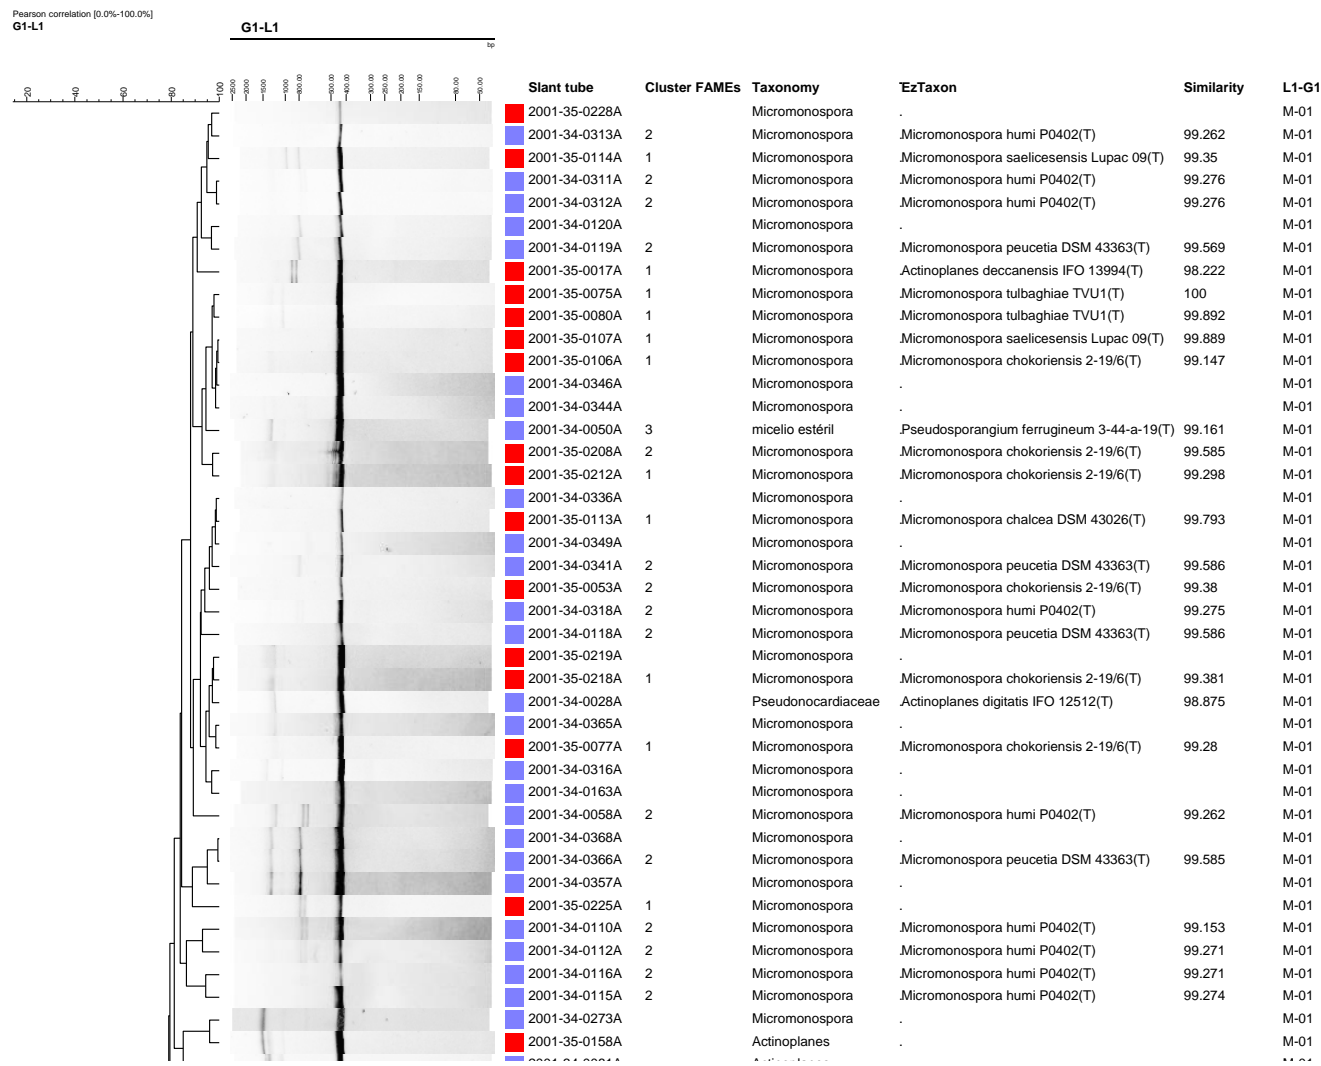 Pearson correlation [0.0%-100.0%]
G1-L1 G1-L1
bp
20 40 60 80 100 2500 2000 1500 1000 500.00 400.00 300.00 200.00 150.00 50.00
Slant tube Cluster FAMEs Taxonomy EzTaxon Similarity L1-G1
2001-35-0228A Micromonospora . M-01
2001-34-0313A 2 Micromonospora .Micromonospora humi P0402(T) 99.262 M-01
2001-35-0114A 1 Micromonospora .Micromonospora saelicesensis Lupac 09(T) 99.35 M-01
2001-34-0311A 2 Micromonospora .Micromonospora humi P0402(T) 99.276 M-01
2001-34-0312A 2 Micromonospora .Micromonospora humi P0402(T) 99.276 M-01
2001-34-0120A Micromonospora . M-01
2001-34-0119A 2 Micromonospora .Micromonospora peucetia DSM 43363(T) 99.569 M-01
2001-35-0017A 1 Micromonospora .Actinoplanes deccanensis IFO 13994(T) 98.222 M-01
2001-35-0075A 1 Micromonospora .Micromonospora tulbaghiae TVU1(T) 100 M-01
2001-35-0080A 1 Micromonospora .Micromonospora tulbaghiae TVU1(T) 99.892 M-01
2001-35-0107A 1 Micromonospora .Micromonospora saelicesensis Lupac 09(T) 99.889 M-01
2001-35-0106A 1 Micromonospora .Micromonospora chokoriensis 2-19/6(T) 99.147 M-01
2001-34-0346A Micromonospora . M-01
2001-34-0344A Micromonospora . M-01
2001-34-0050A 3 micelio estéril .Pseudosporangium ferrugineum 3-44-a-19(T) 99.161 M-01
2001-35-0208A 2 Micromonospora .Micromonospora chokoriensis 2-19/6(T) 99.585 M-01
2001-35-0212A 1 Micromonospora .Micromonospora chokoriensis 2-19/6(T) 99.298 M-01
2001-34-0336A Micromonospora . M-01
2001-35-0113A 1 Micromonospora .Micromonospora chalcea DSM 43026(T) 99.793 M-01
2001-34-0349A Micromonospora . M-01
2001-34-0341A 2 Micromonospora .Micromonospora peucetia DSM 43363(T) 99.586 M-01
2001-35-0053A 2 Micromonospora .Micromonospora chokoriensis 2-19/6(T) 99.38 M-01
2001-34-0318A 2 Micromonospora .Micromonospora humi P0402(T) 99.275 M-01
2001-34-0118A 2 Micromonospora .Micromonospora peucetia DSM 43363(T) 99.586 M-01
2001-35-0219A Micromonospora . M-01
2001-35-0218A 1 Micromonospora .Micromonospora chokoriensis 2-19/6(T) 99.381 M-01
2001-34-0028A Pseudonocardiaceae .Actinoplanes digitatis IFO 12512(T) 98.875 M-01
2001-34-0365A Micromonospora . M-01
2001-35-0077A 1 Micromonospora .Micromonospora chokoriensis 2-19/6(T) 99.28 M-01
2001-34-0316A Micromonospora . M-01
2001-34-0163A Micromonospora . M-01
2001-34-0058A 2 Micromonospora .Micromonospora humi P0402(T) 99.262 M-01
2001-34-0368A Micromonospora . M-01
2001-34-0366A 2 Micromonospora .Micromonospora peucetia DSM 43363(T) 99.585 M-01
2001-34-0357A Micromonospora . M-01
2001-35-0225A 1 Micromonospora . M-01
2001-34-0110A 2 Micromonospora .Micromonospora humi P0402(T) 99.153 M-01
2001-34-0112A 2 Micromonospora .Micromonospora humi P0402(T) 99.271 M-01
2001-34-0116A 2 Micromonospora .Micromonospora humi P0402(T) 99.271 M-01
2001-34-0115A 2 Micromonospora .Micromonospora humi P0402(T) 99.274 M-01
2001-34-0273A Micromonospora . M-01
2001-35-0158A Actinoplanes . M-01